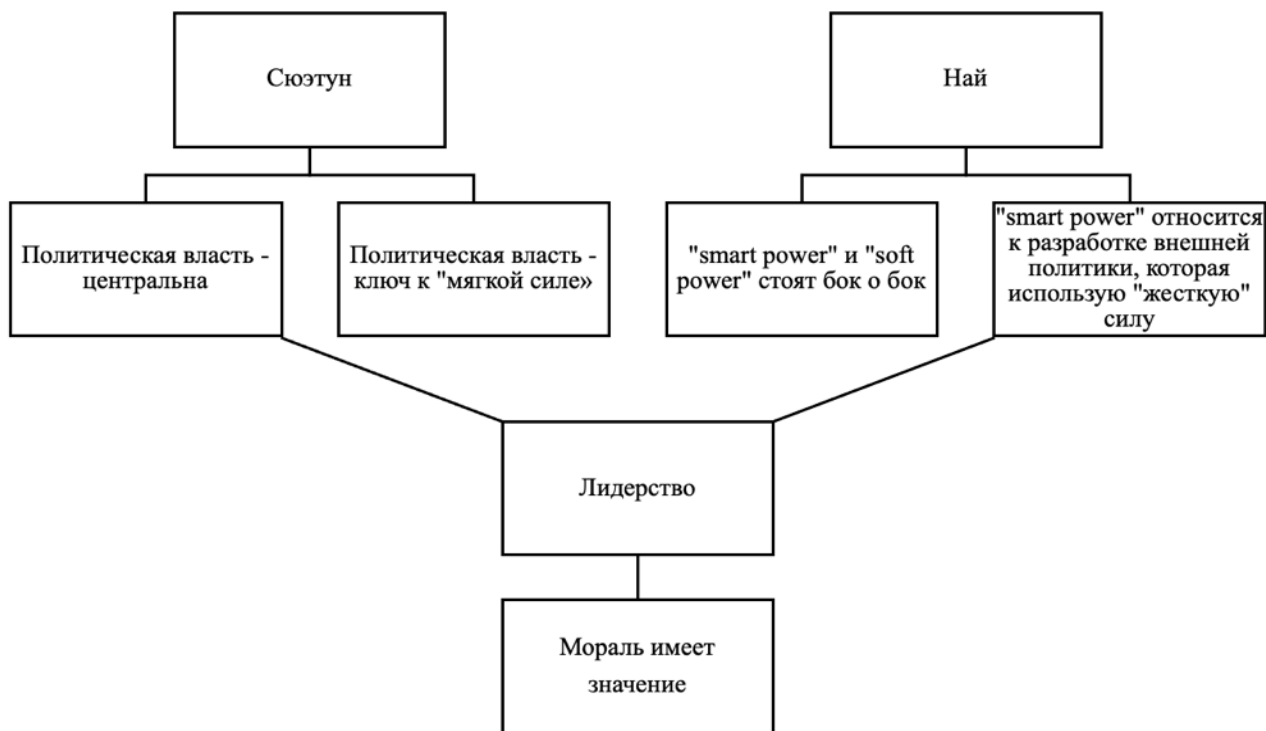 Сюэтун
Най
Политическая власть -
центральна
Политическая власть -
ключ к "мягкой силе»
"smart power" и "soft
power" стоят бок о бок
"smart power" относится
к разработке внешней
политики, которая
использую "жесткую"
силу
Лидерство
Мораль имеет
значение